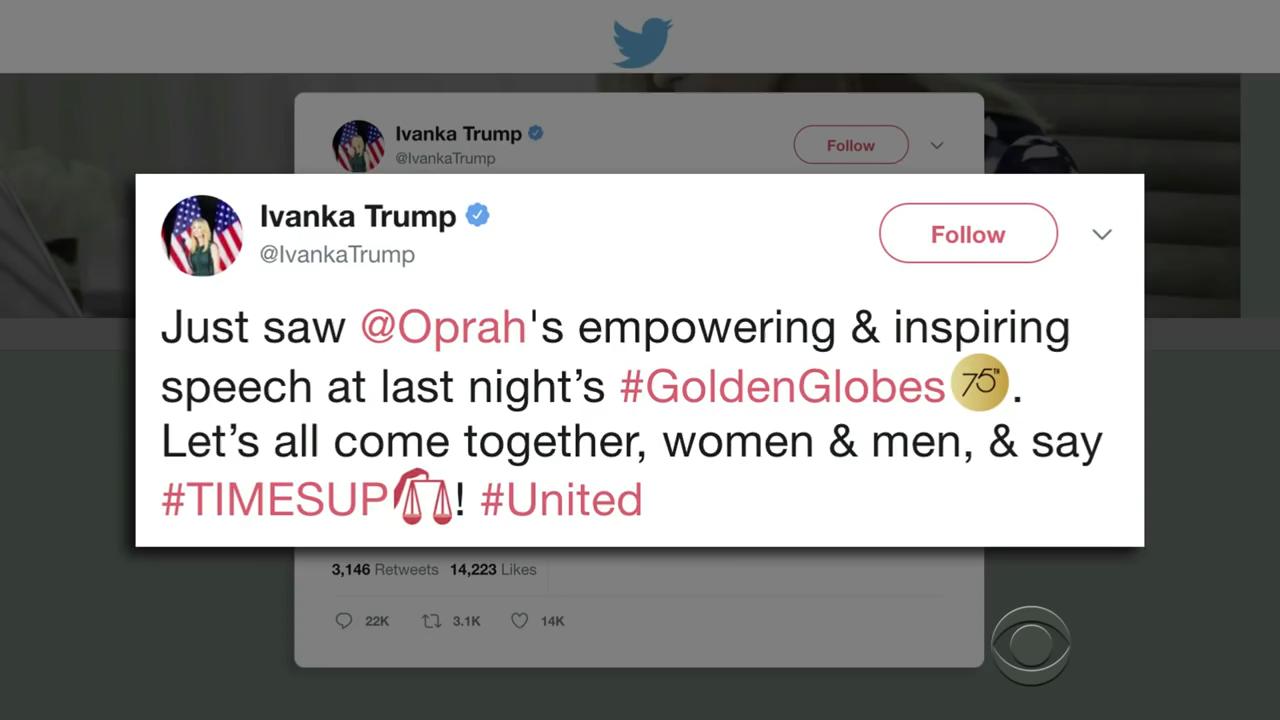 Ivanka Trump
@IvankaTrump
Follow
Ivanka Trump
@IvankaTrump
Follow
Just saw @Oprah's empowering & inspiring
speech at last night’s #GoldenGlobes 75TH.
Let’s all come together, women & men, & say
#TIMESUP! #United
3,146 Retweets 14,223 Likes
22K 3.1K 14K